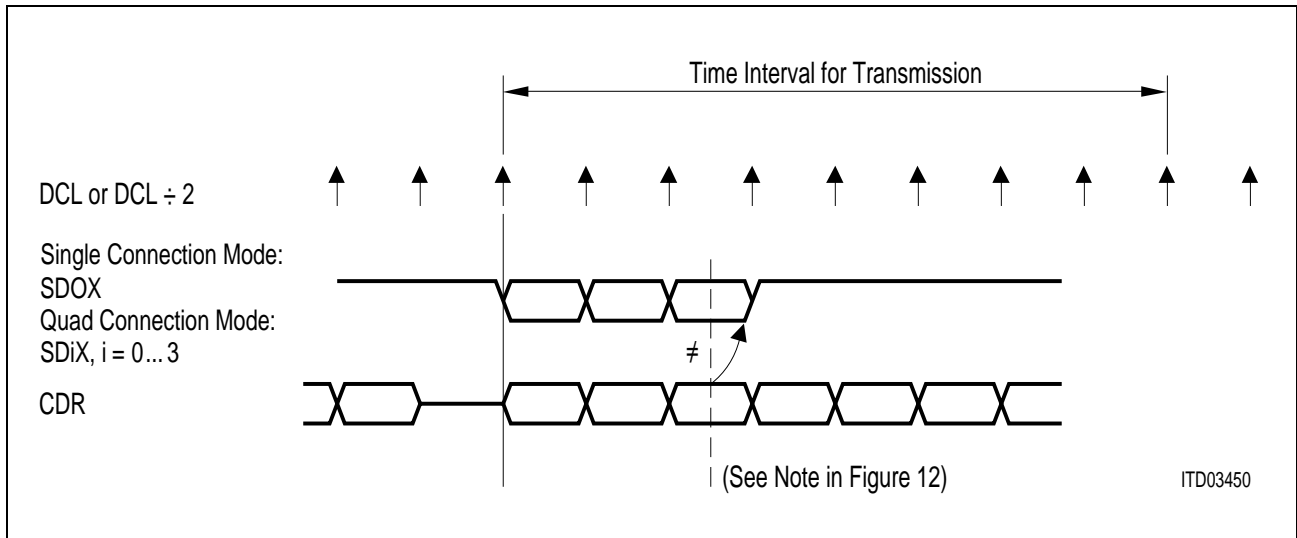 Time Interval for Transmission
DCL or DCL ÷ 2
Single Connection Mode:
SDOX
Quad Connection Mode:
SDiX, i = 0... 3
≠
CDR
(See Note in Figure 12)
ITD03450